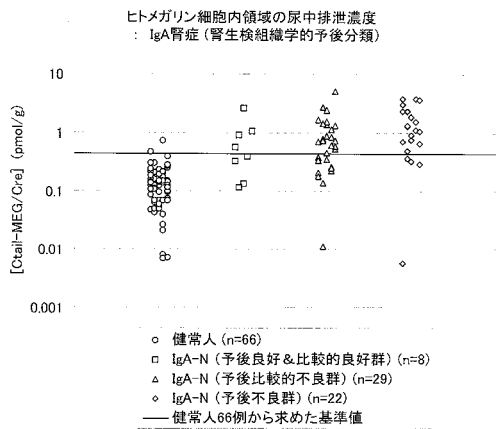 ヒトメガリン細胞内領域の尿中排泄濃度
: IgA腎症 (腎生検組織学的予後分類)
[Ctail-MEG/Cre] (pmol/g)
10
1
0.1
0.01
0.001
○ 健常人 (n=66)
□ IgA-N (予後良好&比較的良好群) (n=8)
△ IgA-N (予後比較的不良群) (n=29)
◇ IgA-N (予後不良群) (n=22)
── 健常人66例から求めた基準値